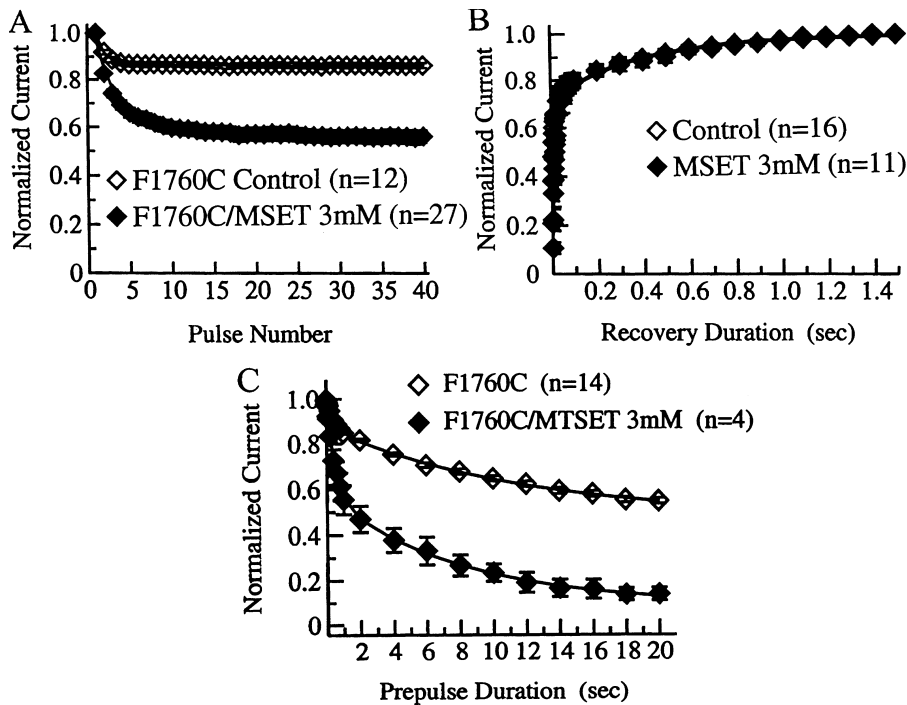 A
Normalized Current
1.0
0.8
0.6
0.4
0.2
0
F1760C Control (n=12)
F1760C/MSET 3mM (n=27)
0 5 10 15 20 25 30 35 40
Pulse Number
B
Normalized Current
1.0
0.8
0.6
0.4
0.2
0
Control (n=16)
MSET 3mM (n=11)
0.2 0.4 0.6 0.8 1.0 1.2 1.4
Recovery Duration (sec)
C
Normalized Current
1.0
0.8
0.6
0.4
0.2
0
F1760C (n=14)
F1760C/MTSET 3mM (n=4)
2 4 6 8 10 12 14 16 18 20
Prepulse Duration (sec)